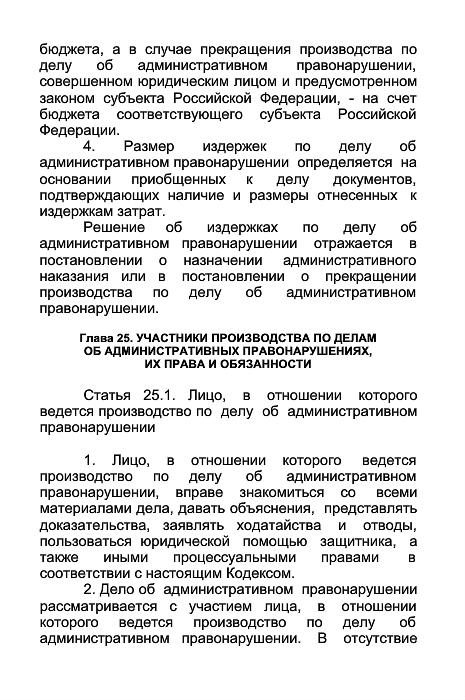 бюджета, а в случае прекращения производства по
делу об административном правонарушении,
совершенном юридическим лицом и предусмотренном
законом субъекта Российской Федерации, - на счет
бюджета соответствующего субъекта Российской
Федерации.
4. Размер издержек по делу об
административном правонарушении определяется на
основании приобщенных к делу документов,
подтверждающих наличие и размеры отнесенных к
издержкам затрат.
Решение об издержках по делу об
административном правонарушении отражается в
постановлении о назначении административного
наказания или в постановлении о прекращении
производства по делу об административном
правонарушении.
Глава 25. УЧАСТНИКИ ПРОИЗВОДСТВА ПО ДЕЛАМ
ОБ АДМИНИСТРАТИВНЫХ ПРАВОНАРУШЕНИЯХ,
ИХ ПРАВА И ОБЯЗАННОСТИ
Статья 25.1. Лицо, в отношении которого
ведется производство по делу об административном
правонарушении
1. Лицо, в отношении которого ведется
производство по делу об административном
правонарушении, вправе знакомиться со всеми
материалами дела, давать объяснения, представлять
доказательства, заявлять ходатайства и отводы,
пользоваться юридической помощью защитника, а
также иными процессуальными правами в
соответствии с настоящим Кодексом.
2. Дело об административном правонарушении
рассматривается с участием лица, в отношении
которого ведется производство по делу об
административном правонарушении. В отсутствие